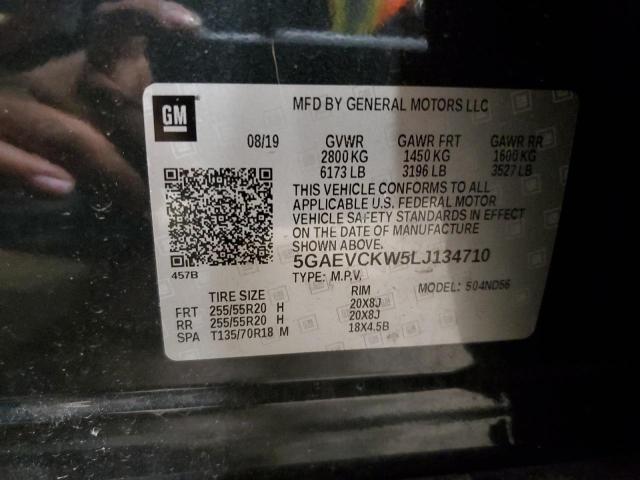 GM
MFD BY GENERAL MOTORS LLC
08/19 GVWR GAWR FRT GAWR RR
2800 KG 1450 KG 1600 KG
6173 LB 3196 LB 3527 LB
THIS VEHICLE CONFORMS TO ALL
APPLICABLE U.S. FEDERAL MOTOR
VEHICLE SAFETY STANDARDS IN EFFECT
ON THE DATE OF MANUFACTURE
SHOWN ABOVE.
457B
5GAEVCKW5LJ134710
TYPE: M.P.V. MODEL: 504ND56
TIRE SIZE RIM
FRT 255/55R20 H 20X8J
RR 255/55R20 H 20X8J
SPA T135/70R18 M 18X4.5B